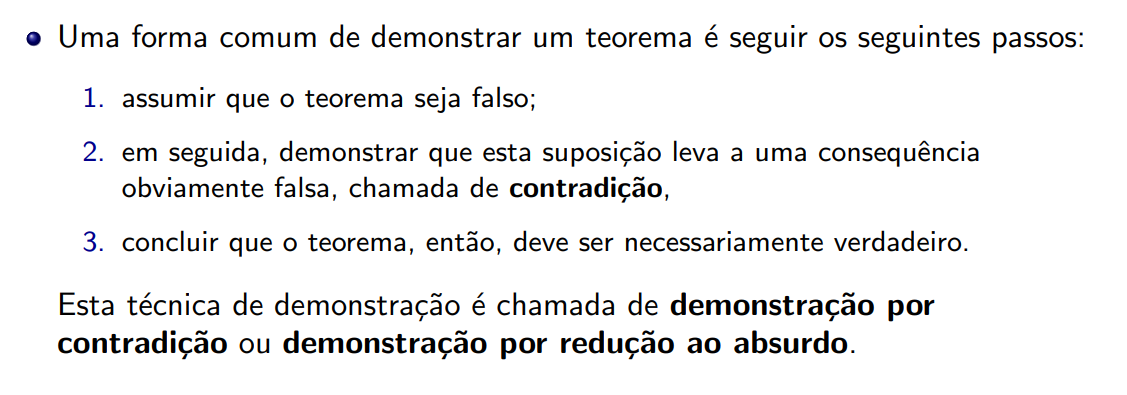 Uma forma comum de demonstrar um teorema é seguir os seguintes passos:
1. assumir que o teorema seja falso;
2. em seguida, demonstrar que esta suposição leva a uma consequência
obviamente falsa, chamada de contradição,
3. concluir que o teorema, então, deve ser necessariamente verdadeiro.
Esta técnica de demonstração é chamada de demonstração por
contradição ou demonstração por redução ao absurdo.